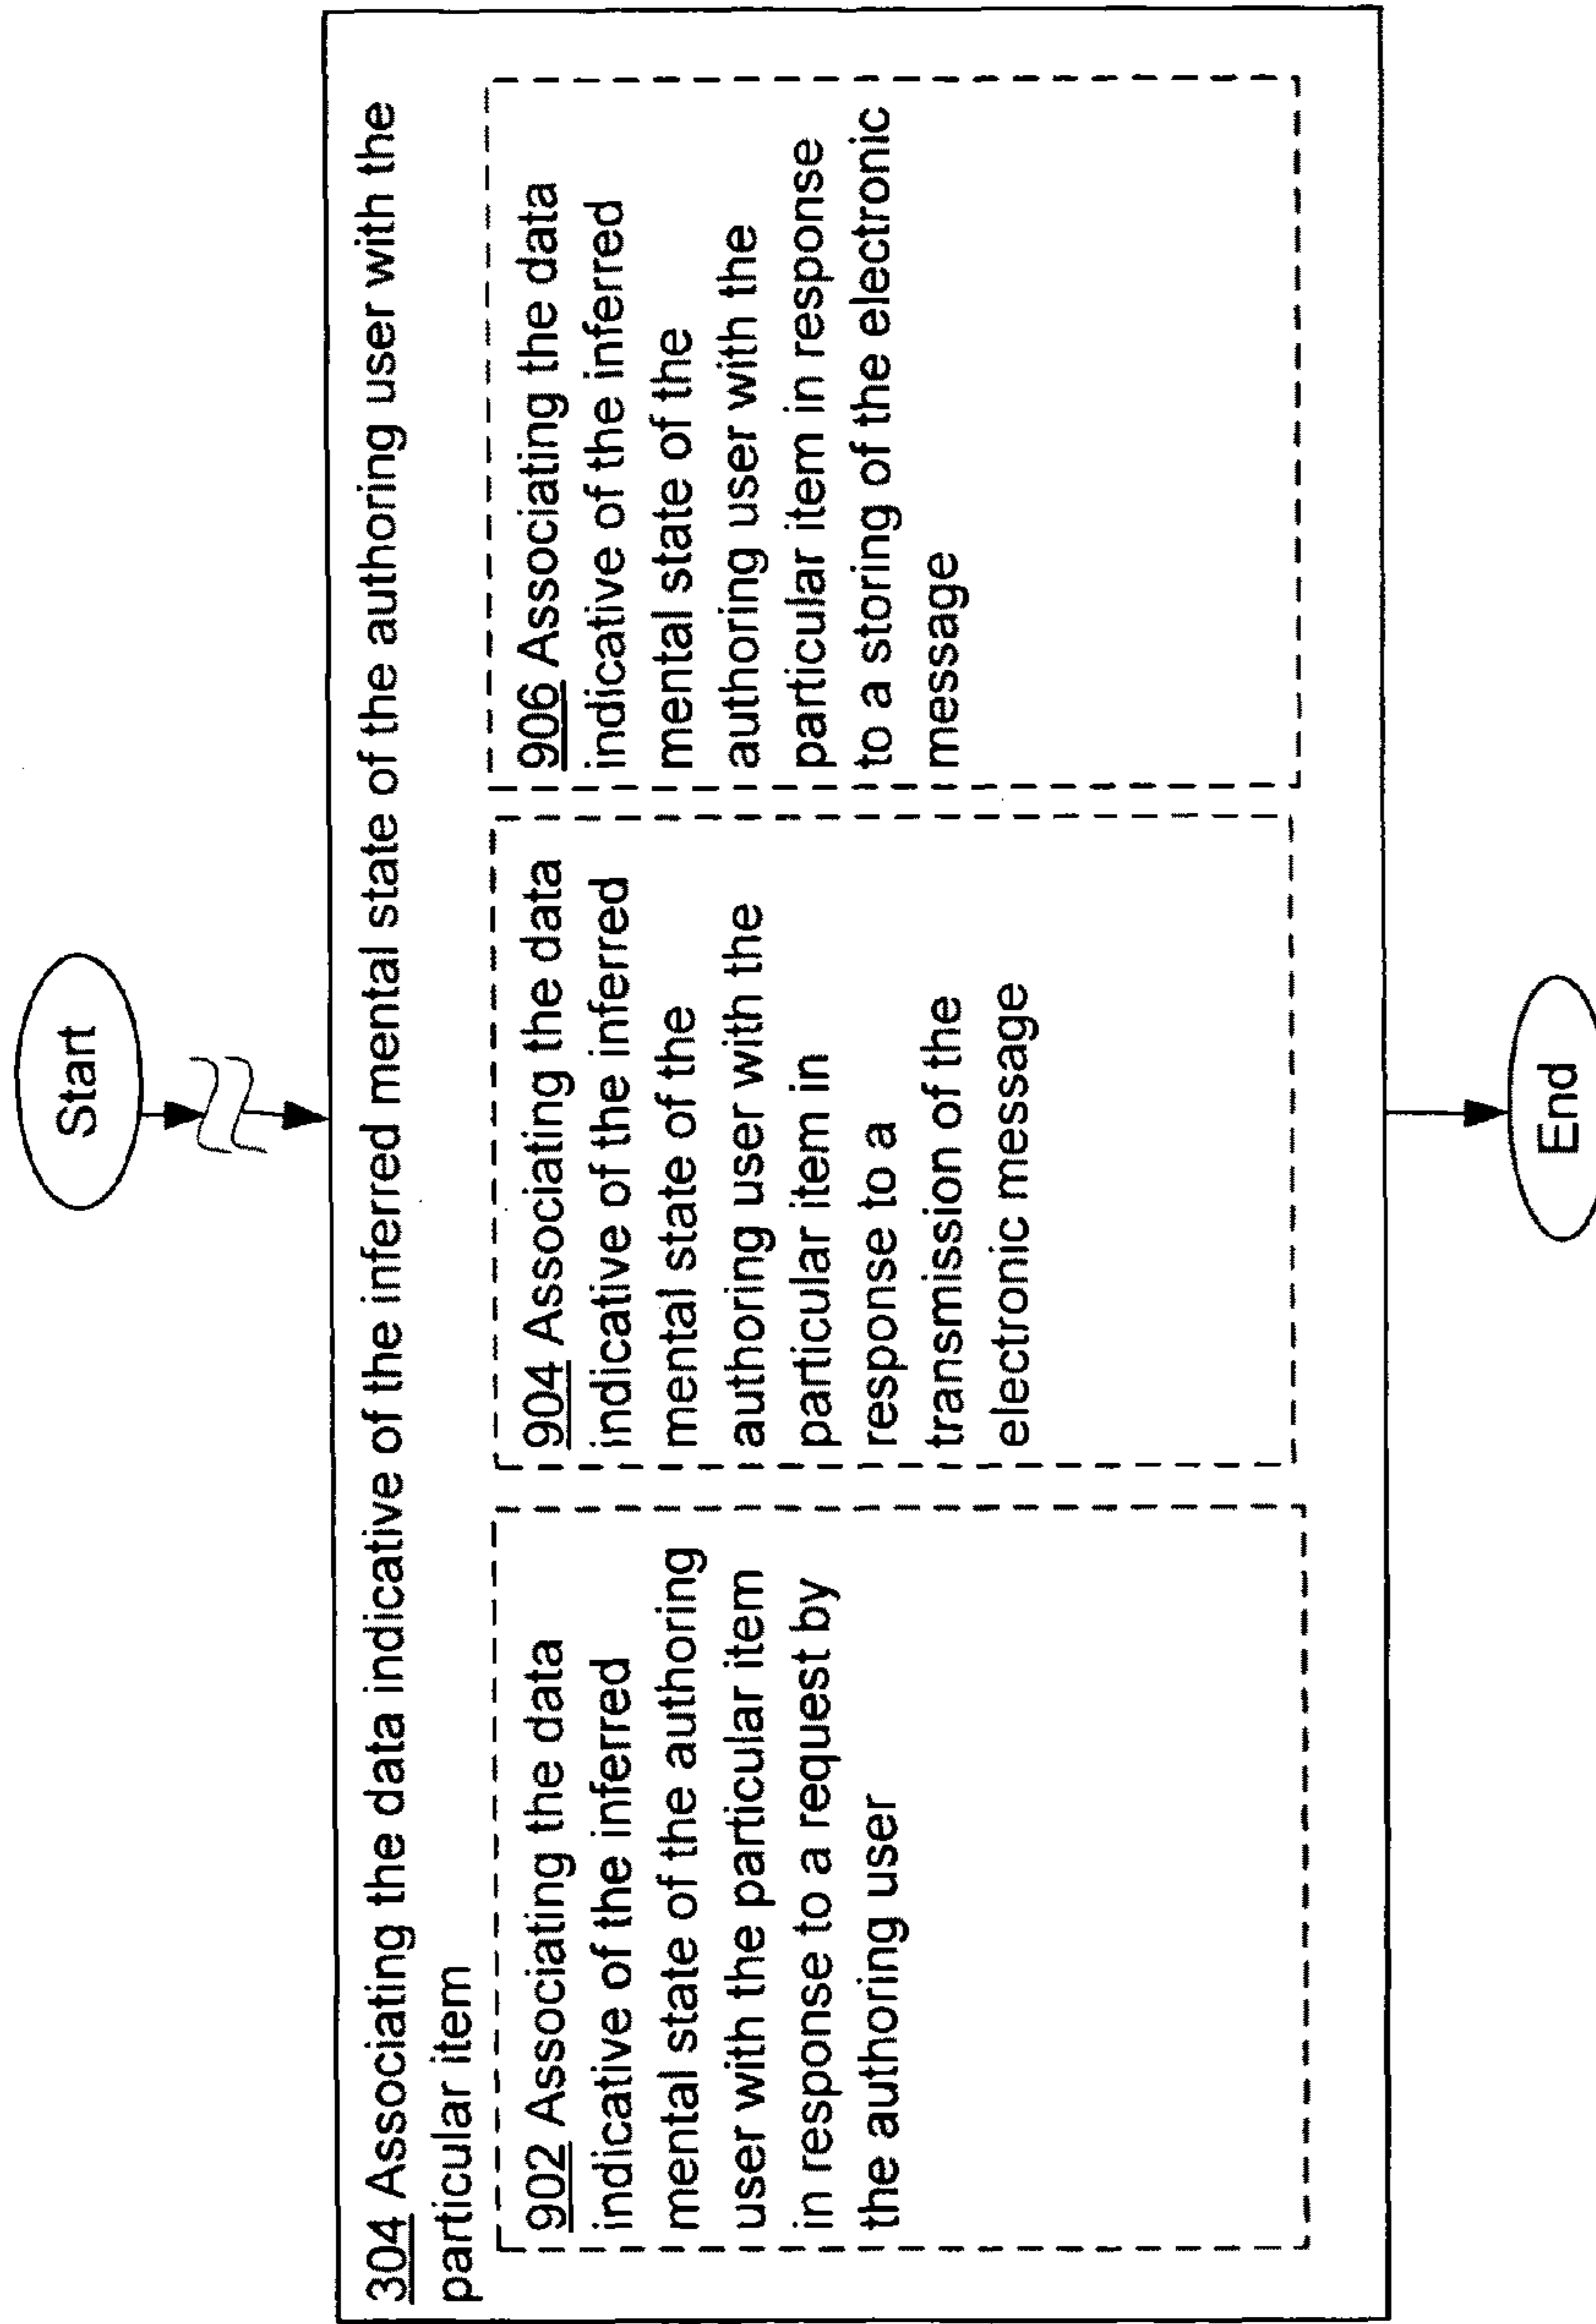 Start
304 Associating the data indicative of the inferred mental state of the authoring user with the
particular item
902 Associating the data
indicative of the inferred
mental state of the authoring
user with the particular item
in response to a request by
the authoring user
904 Associating the data
indicative of the inferred
mental state of the
authoring user with the
particular item in
response to a
transmission of the
electronic message
906 Associating the data
indicative of the inferred
mental state of the
authoring user with the
particular item in response
to a storing of the electronic
message
End